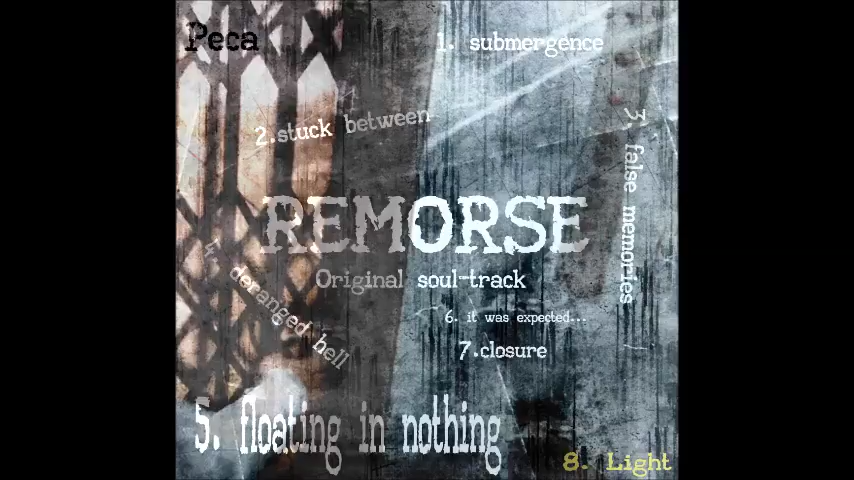 Peca
1. submergence
2.stuck between
3. false memories
REMORSE
Original soul-track
4. deranged hell
6. it was expected...
7.closure
5. floating in nothing
8. Light